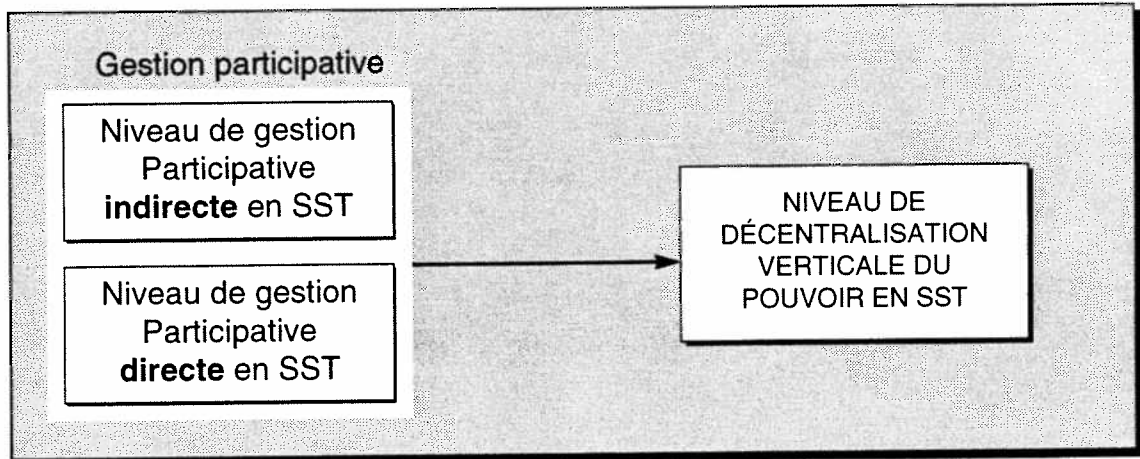 Gestion participative
Niveau de gestion
Participative
indirecte en SST
Niveau de gestion
Participative
directe en SST
NIVEAU DE
DÉCENTRALISATION
VERTICALE DU
POUVOIR EN SST